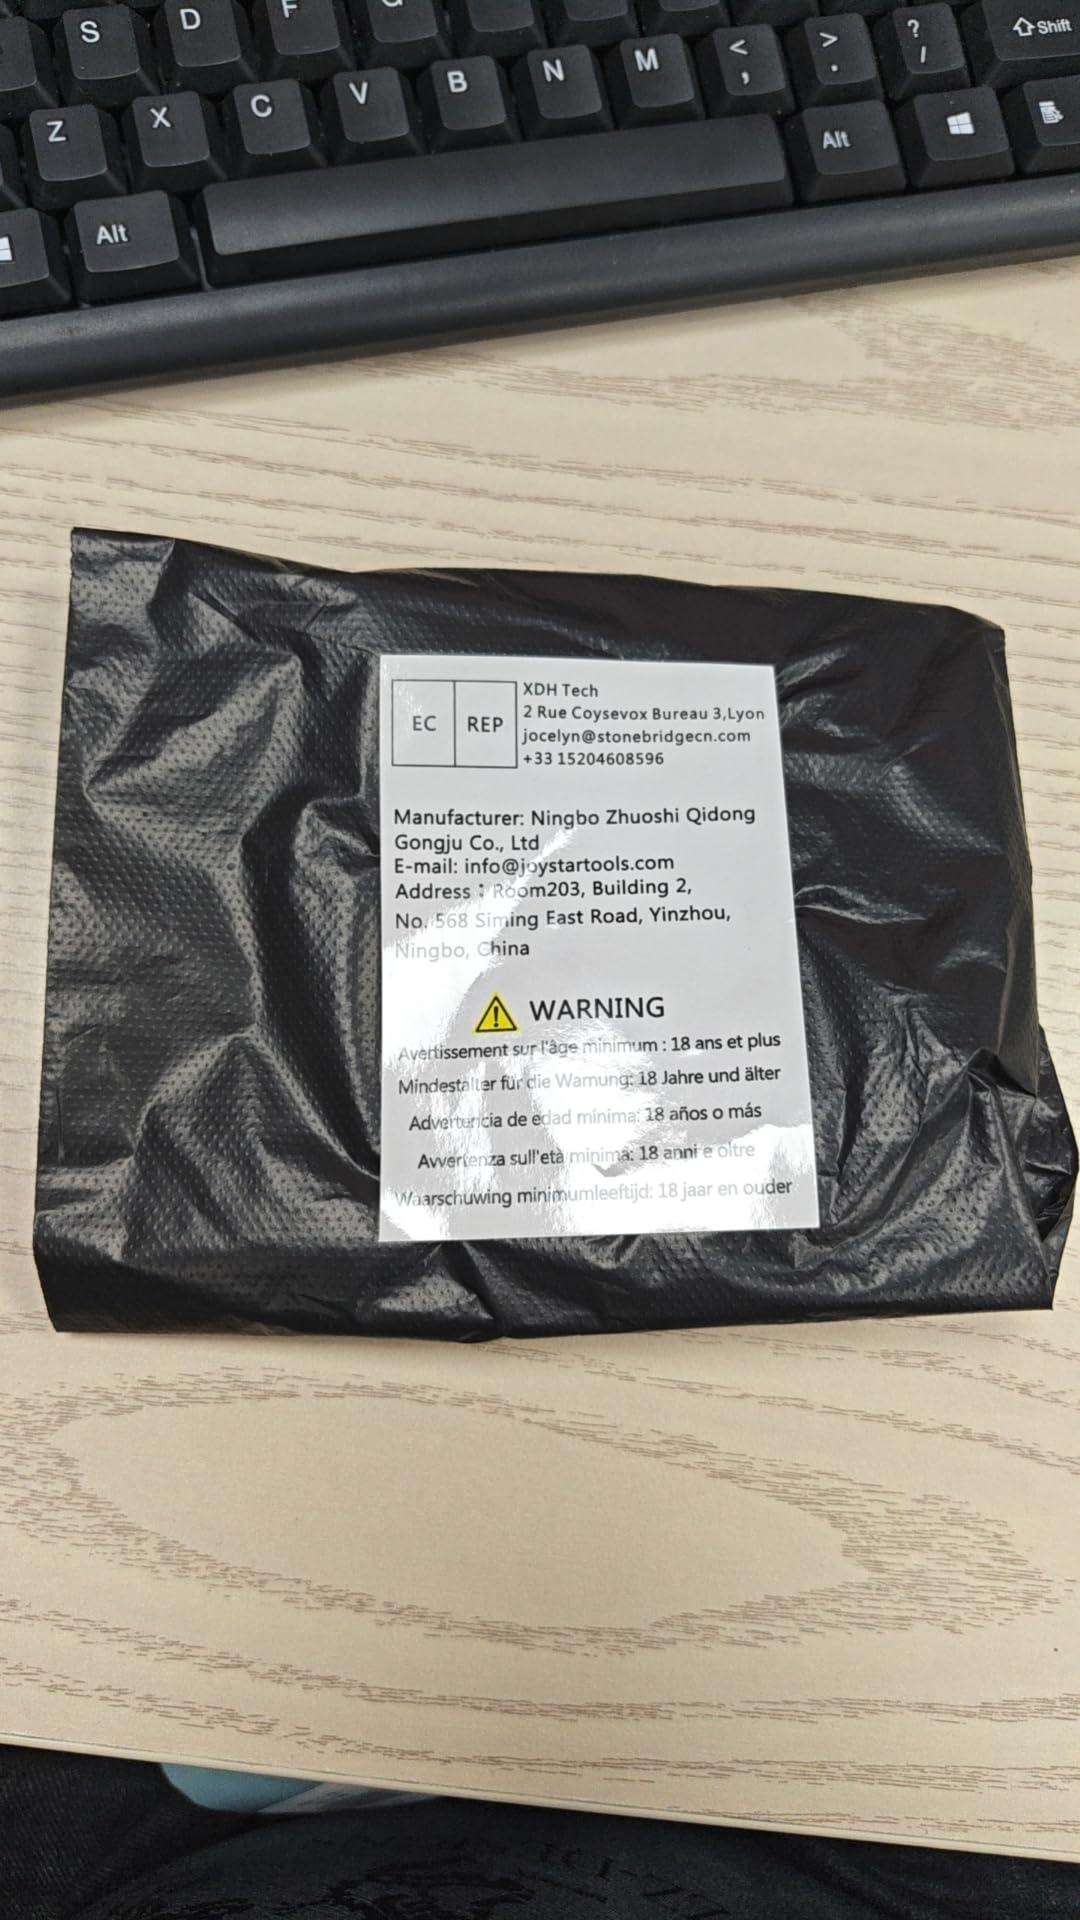 S D F G
Z X C V B N M < , > . ? / Shift
Alt Alt
EC REP
XDH Tech
2 Rue Coysevox Bureau 3,Lyon
jocelyn@stonebridgecn.com
+33 15204608596
Manufacturer: Ningbo Zhuoshi Qidong
Gongju Co., Ltd
E-mail: info@joystartools.com
Address：Room203, Building 2,
No. 568 Siming East Road, Yinzhou,
Ningbo, China
WARNING
Avertissement sur l'âge minimum : 18 ans et plus
Mindestalter für die Warnung: 18 Jahre und älter
Advertencia de edad mínima: 18 años o más
Avvertenza sull'età minima: 18 anni e oltre
Waarschuwing minimumleeftijd: 18 jaar en ouder